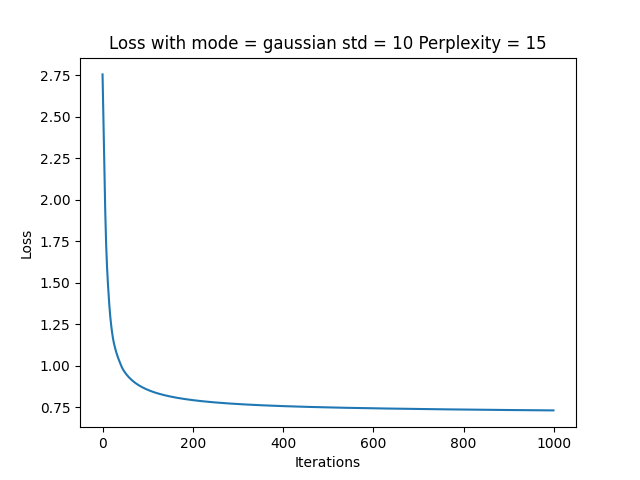 Loss with mode = gaussian std = 10 Perplexity = 15
2.75
2.50
2.25
2.00
1.75
1.50
1.25
1.00
0.75
Loss
0 200 400 600 800 1000
Iterations